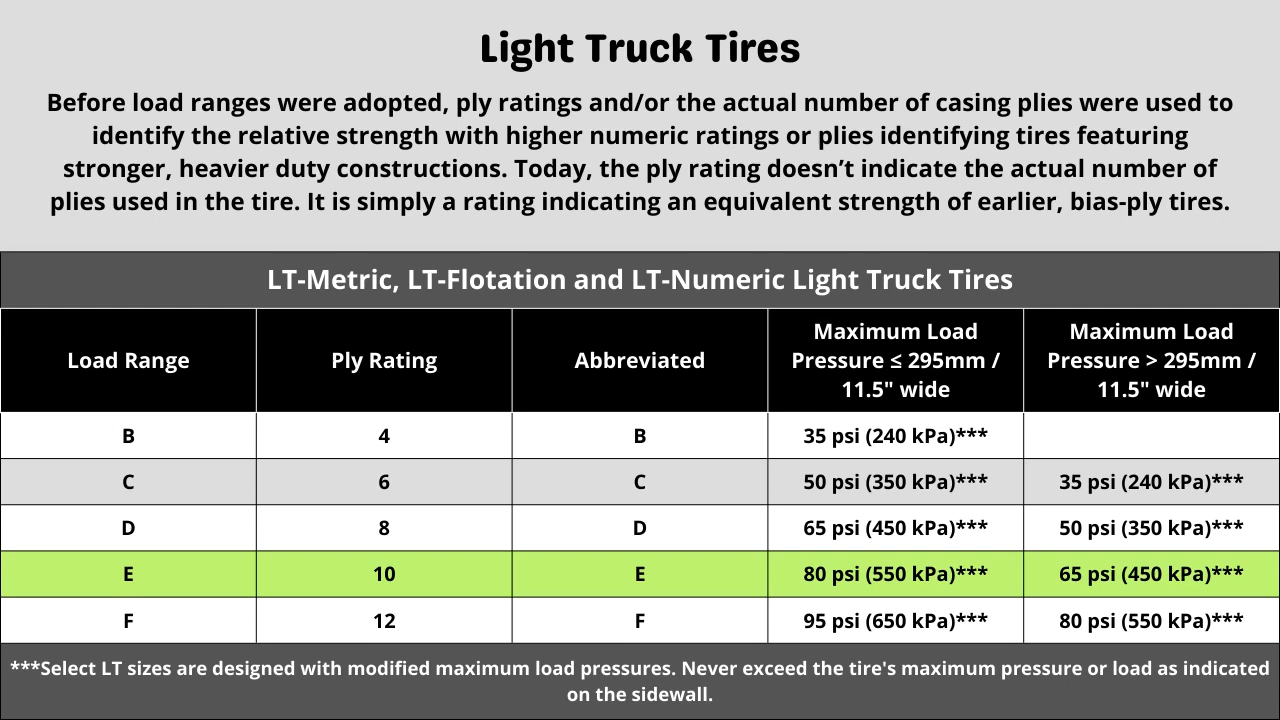 Light Truck Tires
Before load ranges were adopted, ply ratings and/or the actual number of casing plies were used to
identify the relative strength with higher numeric ratings or plies identifying tires featuring
stronger, heavier duty constructions. Today, the ply rating doesn’t indicate the actual number of
plies used in the tire. It is simply a rating indicating an equivalent strength of earlier, bias-ply tires.
LT-Metric, LT-Flotation and LT-Numeric Light Truck Tires
Load Range
Ply Rating
Abbreviated
Maximum Load
Pressure ≤ 295mm /
11.5" wide
Maximum Load
Pressure > 295mm /
11.5" wide
B 4 B 35 psi (240 kPa)***
C 6 C 50 psi (350 kPa)*** 35 psi (240 kPa)***
D 8 D 65 psi (450 kPa)*** 50 psi (350 kPa)***
E 10 E 80 psi (550 kPa)*** 65 psi (450 kPa)***
F 12 F 95 psi (650 kPa)*** 80 psi (550 kPa)***
***Select LT sizes are designed with modified maximum load pressures. Never exceed the tire's maximum pressure or load as indicated
on the sidewall.